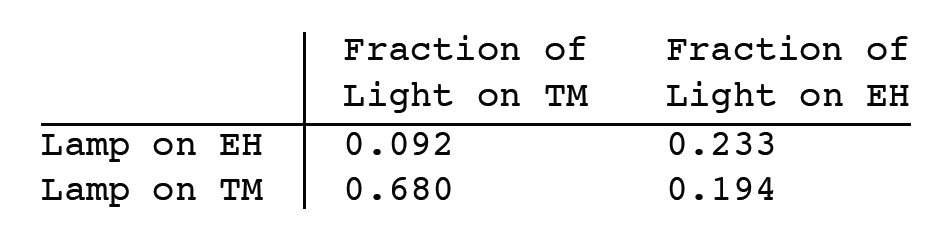 Fraction of Fraction of
Light on TM Light on EH
Lamp on EH 0.092 0.233
Lamp on TM 0.680 0.194